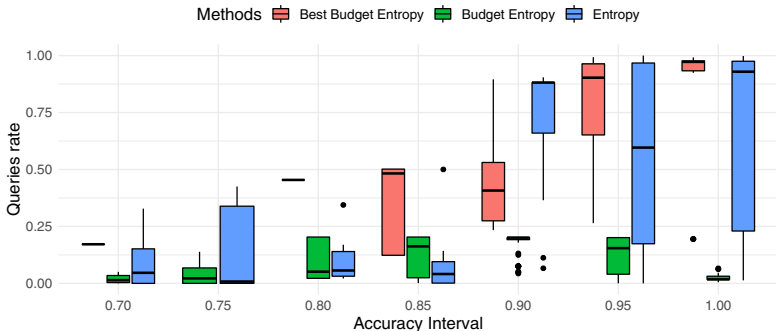 Methods Best Budget Entropy Budget Entropy Entropy
1.00
0.75
0.50
0.25
0.00
Queries rate
0.70 0.75 0.80 0.85 0.90 0.95 1.00
Accuracy Interval